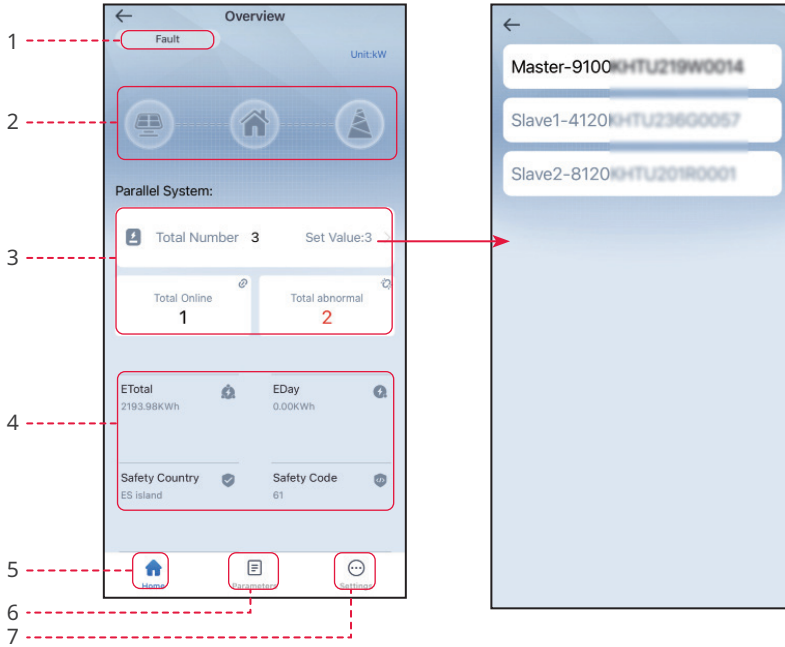 1
Overview
Fault
Unit:kW
2
Parallel System:
3
Total Number 3 Set Value:3
Total Online
1
Total abnormal
2
4
ETotal
2193.98KWh
EDay
0.00KWh
Safety Country
ES island
Safety Code
61
5
Home
Parameters
Settings
6
7
Master-9100
Slave1-4120
Slave2-8120